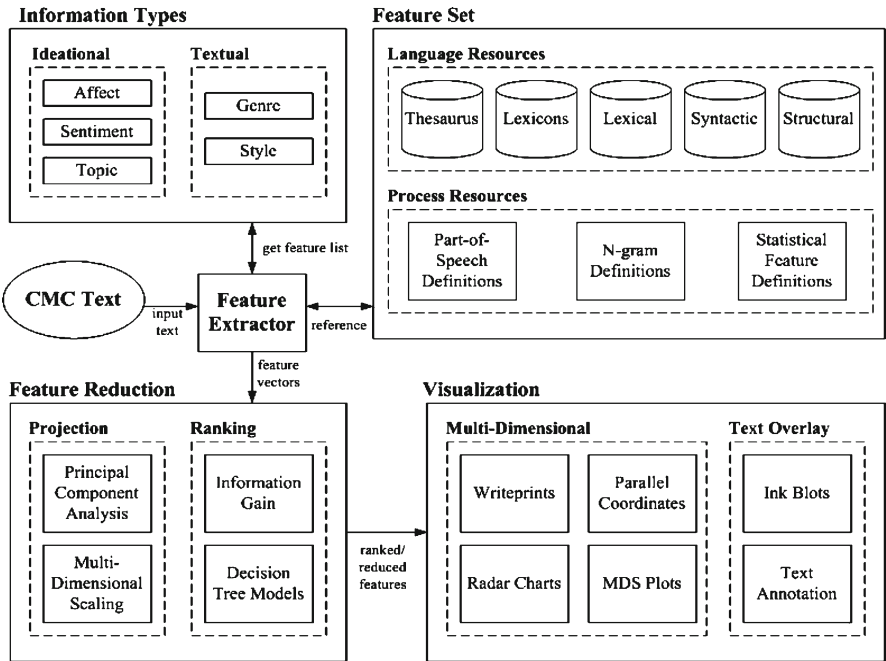 Information Types
Ideational
Affect
Sentiment
Topic
Textual
Genre
Style
Feature Set
Language Resources
Thesaurus
Lexicons
Lexical
Syntactic
Structural
Process Resources
Part-of-
Speech
Definitions
N-gram
Definitions
Statistical
Feature
Definitions
get feature list
CMC Text
input
text
Feature
Extractor
reference
feature
vectors
Feature Reduction
Projection
Principal
Component
Analysis
Multi-
Dimensional
Scaling
Ranking
Information
Gain
Decision
Tree Models
ranked/
reduced
features
Visualization
Multi-Dimensional
Writeprints
Parallel
Coordinates
Radar Charts
MDS Plots
Text Overlay
Ink Blots
Text
Annotation